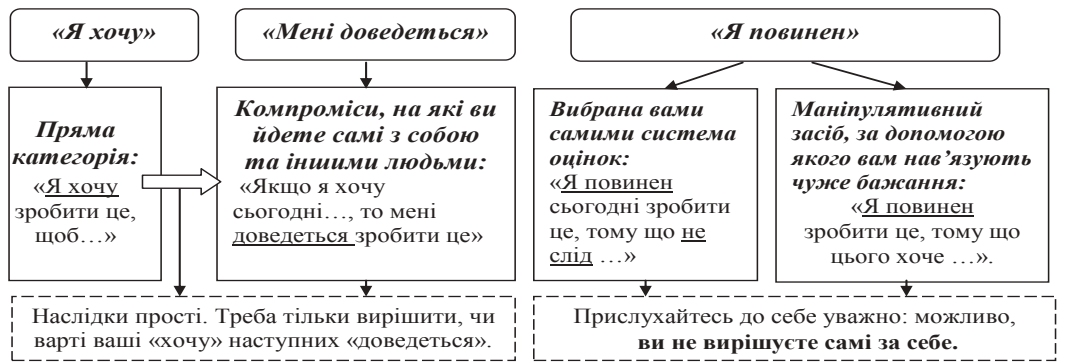 «Я хочу»
«Мені доведеться»
«Я повинен»
Пряма
категорія:
«Я хочу
зробити це,
щоб…»
Компроміси, на які ви
йдете самі з собою
та іншими людьми:
«Якщо я хочу
сьогодні…, то мені
доведеться зробити це»
Вибрана вами
самими система
оцінок:
«Я повинен
сьогодні зробити
це, тому що не
слід …»
Маніпулятивний
засіб, за допомогою
якого вам нав’язують
чуже бажання:
«Я повинен
зробити це, тому що
цього хоче …».
Наслідки прості. Треба тільки вирішити, чи
варті ваші «хочу» наступних «доведеться».
Прислухайтесь до себе уважно: можливо,
ви не вирішуєте самі за себе.